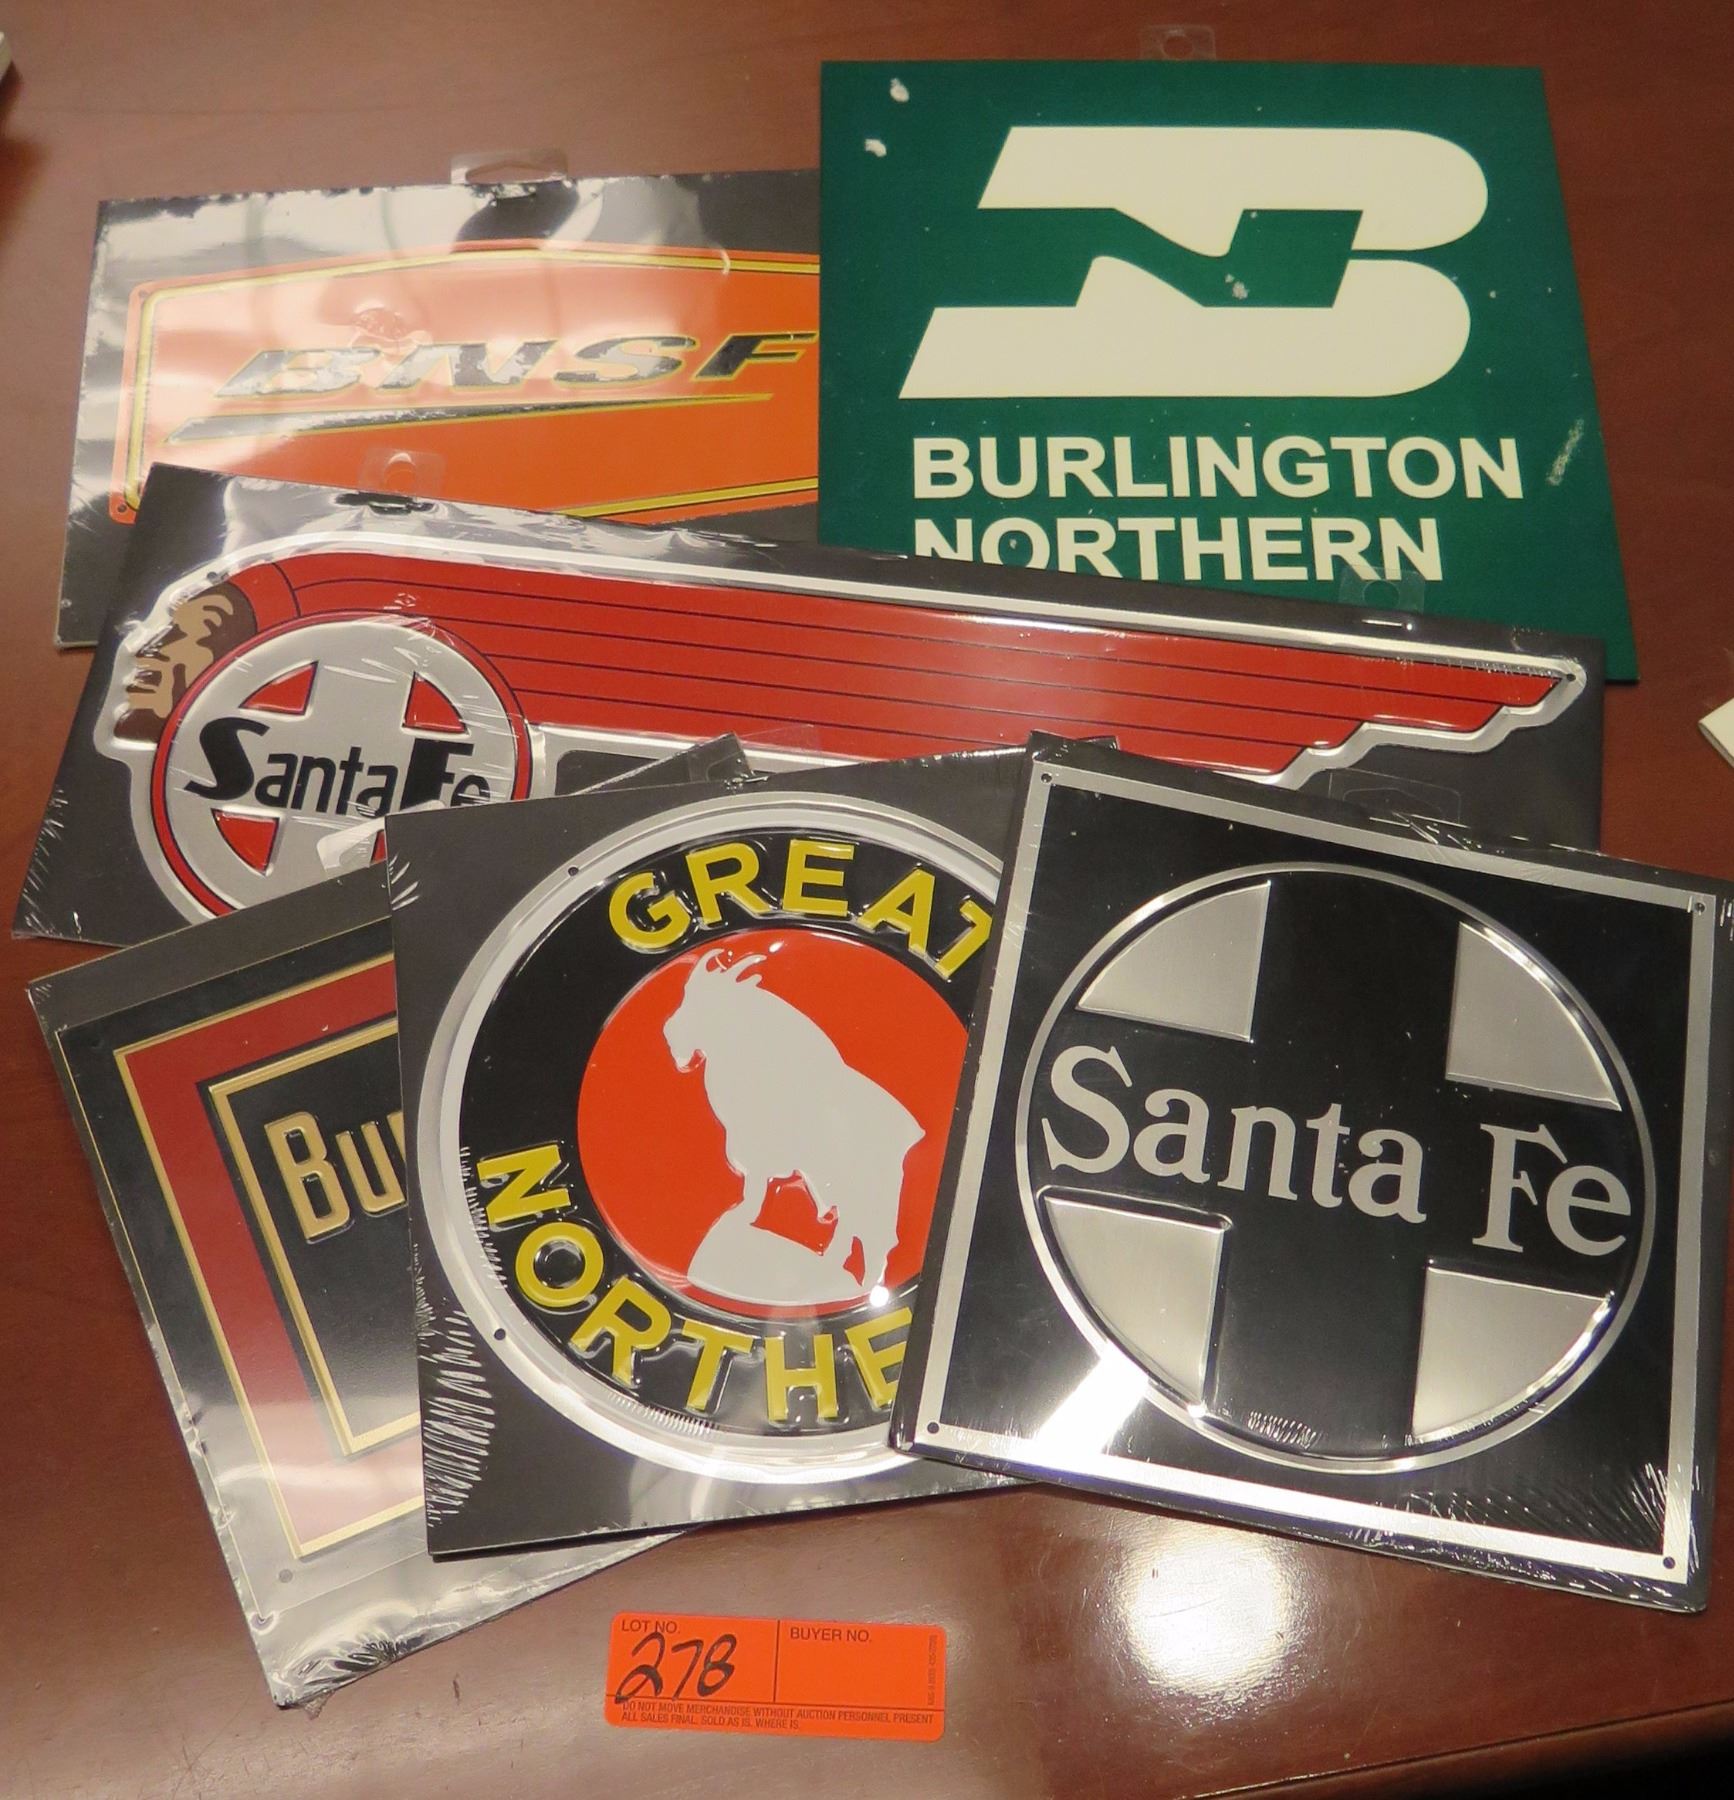 BN
BURLINGTON
NORTHERN
BNSF
Santa Fe
GREAT
NORTHE
Santa Fe
Bu
LOT NO.
278
BUYER NO.
DO NOT MOVE MERCHANDISE WITHOUT AUCTION PERSONNEL PRESENT
ALL SALES FINAL. SOLD AS IS, WHERE IS.